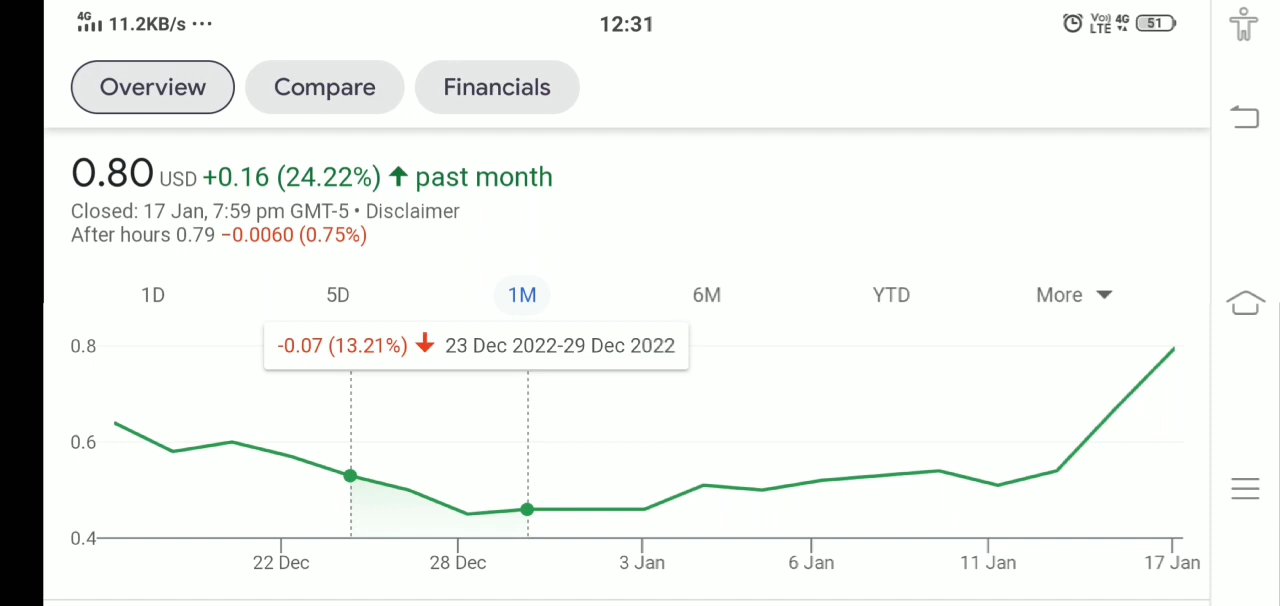 4G 11.2KB/s ··· 12:31 Vo)) LTE 4G 51
Overview Compare Financials
0.80 USD +0.16 (24.22%) ↑ past month
Closed: 17 Jan, 7:59 pm GMT-5 • Disclaimer
After hours 0.79 −0.0060 (0.75%)
1D 5D 1M 6M YTD More
-0.07 (13.21%) ↓ 23 Dec 2022-29 Dec 2022
0.8
0.6
0.4
22 Dec 28 Dec 3 Jan 6 Jan 11 Jan 17 Jan